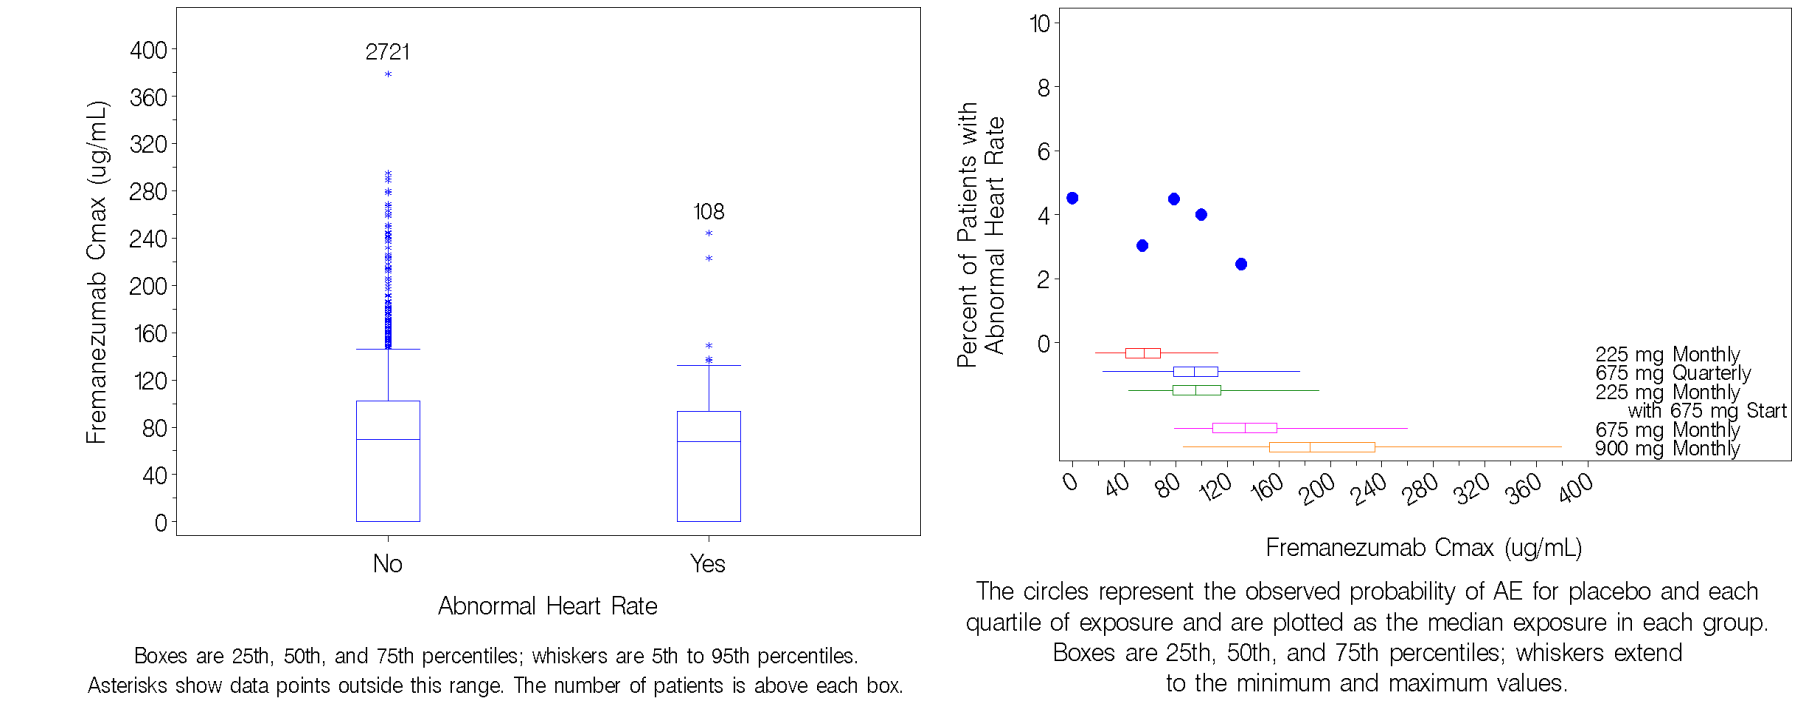 400
360
320
280
240
200
160
120
80
40
0
Fremanezumab Cmax (ug/mL)
2721
108
No
Yes
Abnormal Heart Rate
Boxes are 25th, 50th, and 75th percentiles; whiskers are 5th to 95th percentiles.
Asterisks show data points outside this range. The number of patients is above each box.
10
8
6
4
2
0
Percent of Patients with
Abnormal Heart Rate
225 mg Monthly
675 mg Quarterly
225 mg Monthly
with 675 mg Start
675 mg Monthly
900 mg Monthly
0 40 80 120 160 200 240 280 320 360 400
Fremanezumab Cmax (ug/mL)
The circles represent the observed probability of AE for placebo and each
quartile of exposure and are plotted as the median exposure in each group.
Boxes are 25th, 50th, and 75th percentiles; whiskers extend
to the minimum and maximum values.